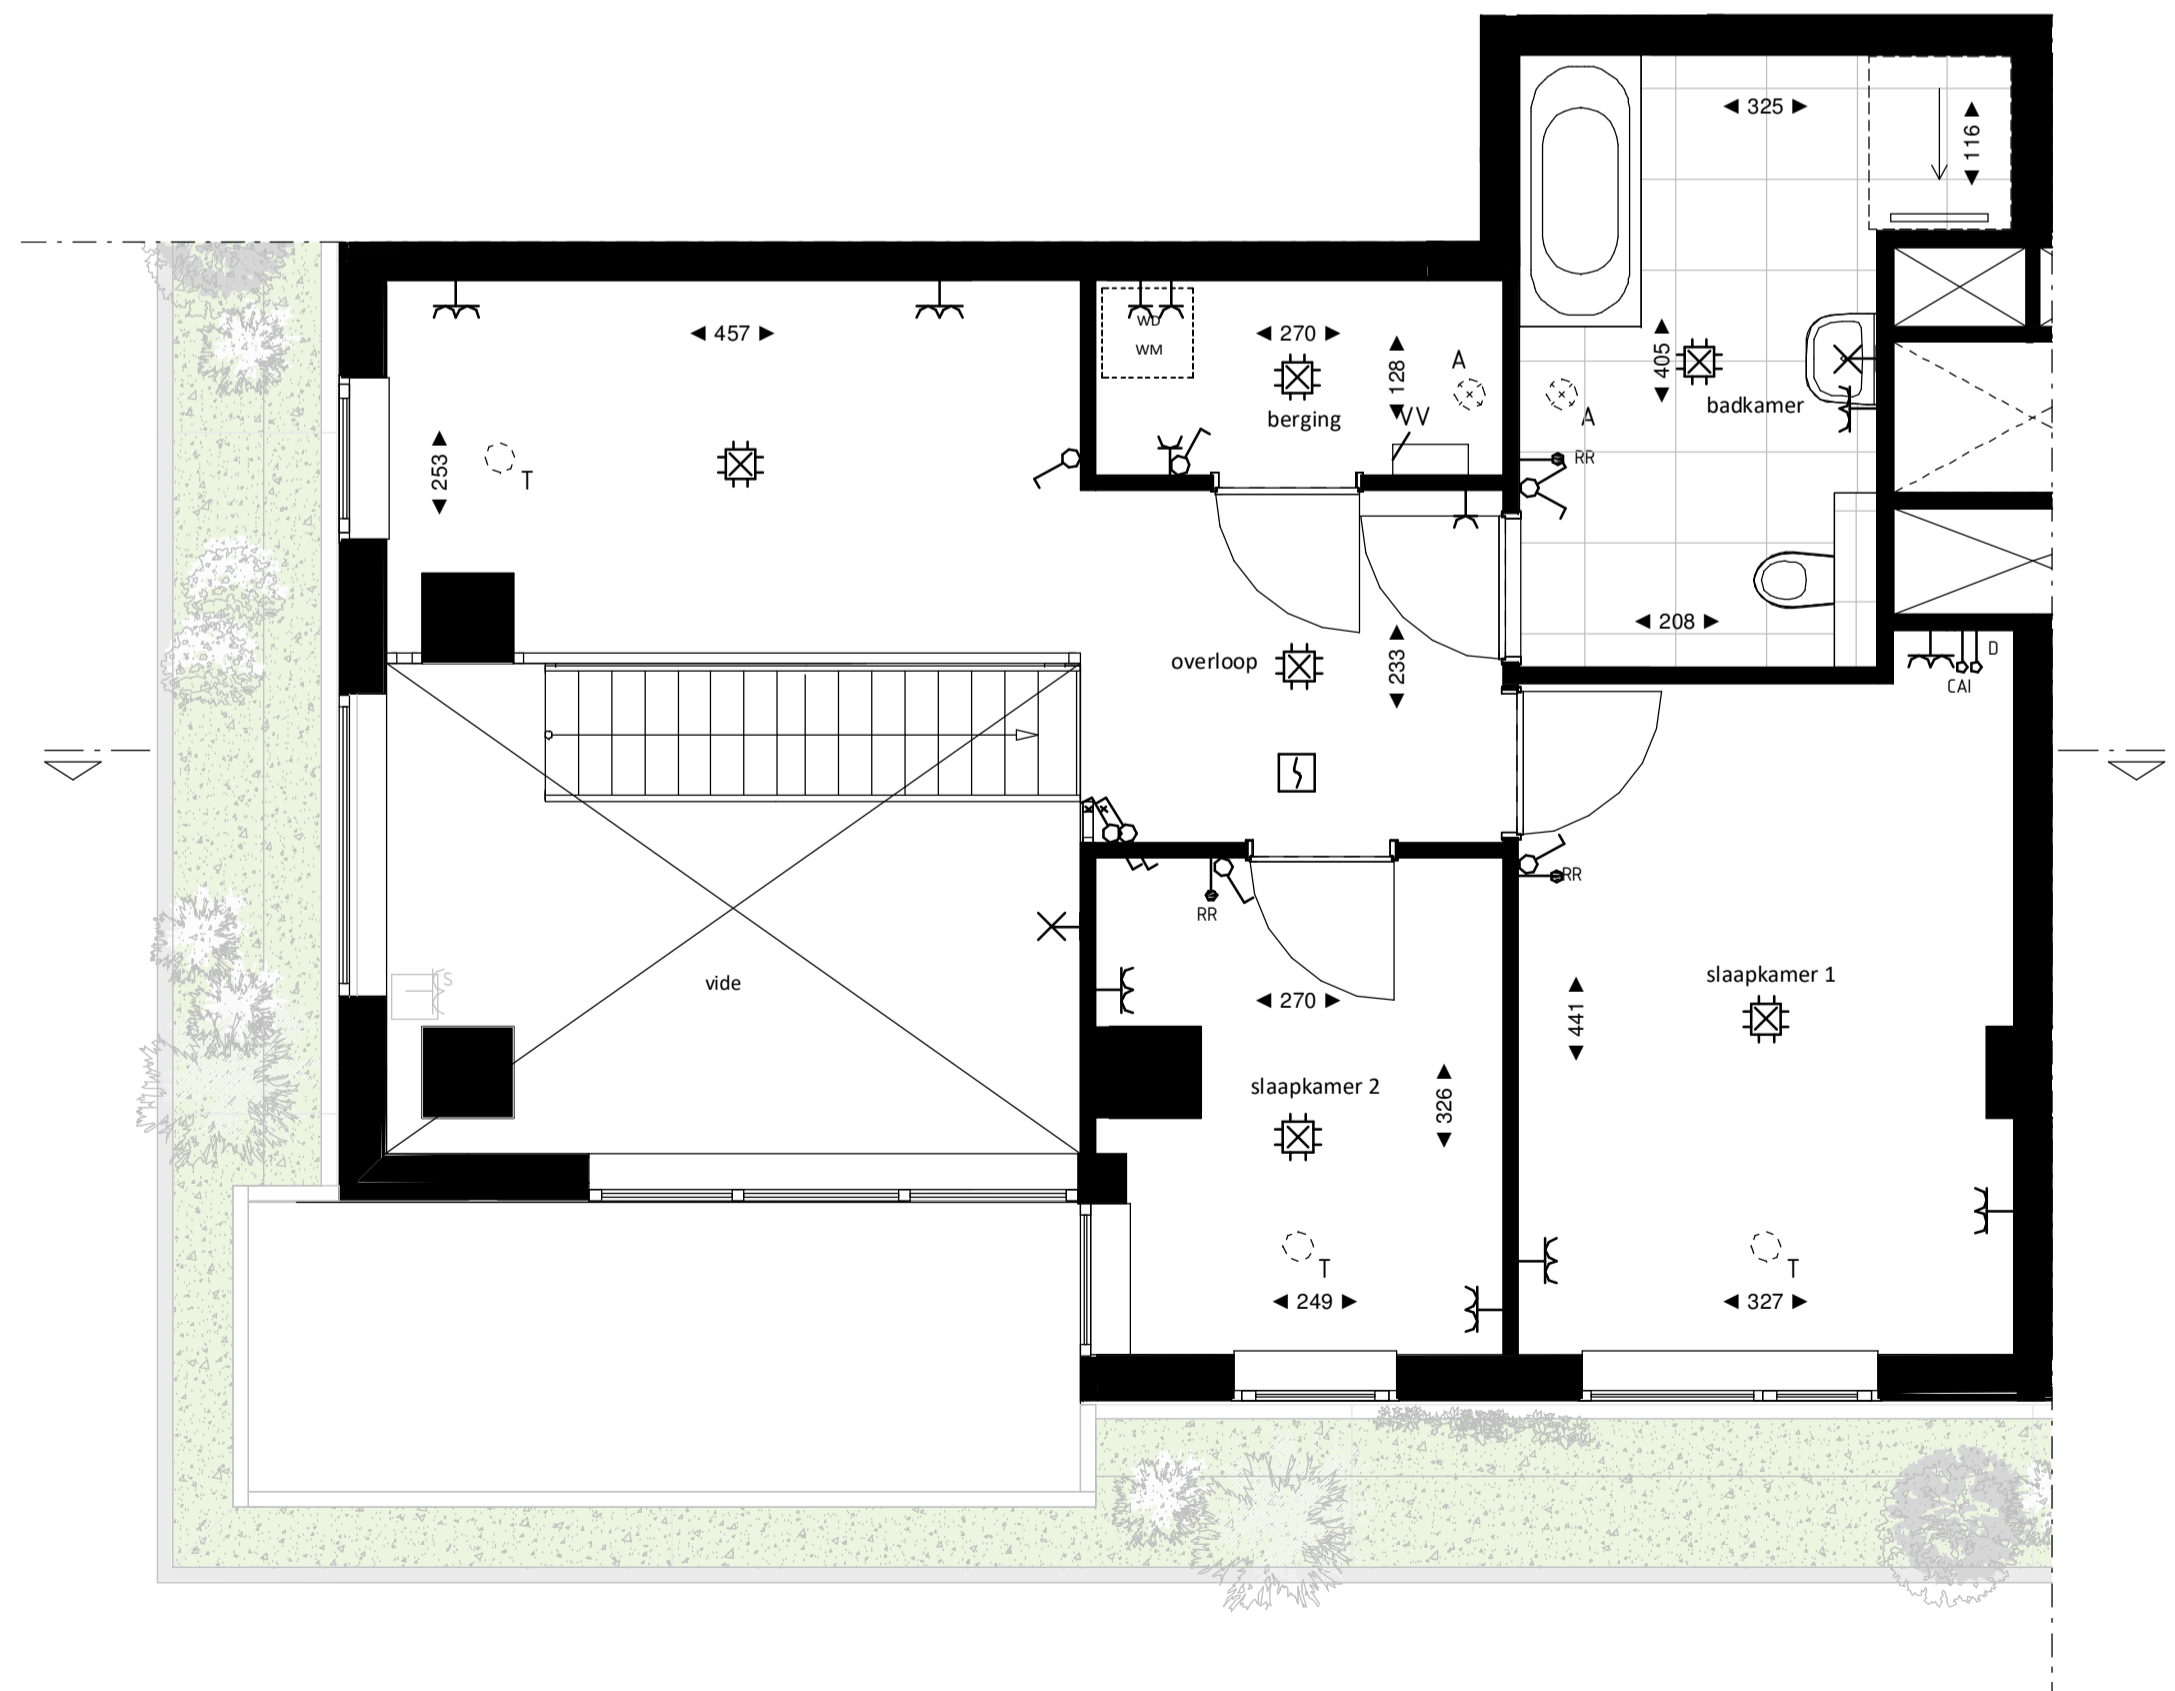 325
116
457
270
WD
WM
128
A
berging
VV
405
A
badkamer
RR
253
T
208
overloop
233
D
CAI
RR
RR
vide
S
270
slaapkamer 1
441
slaapkamer 2
326
T
249
T
327